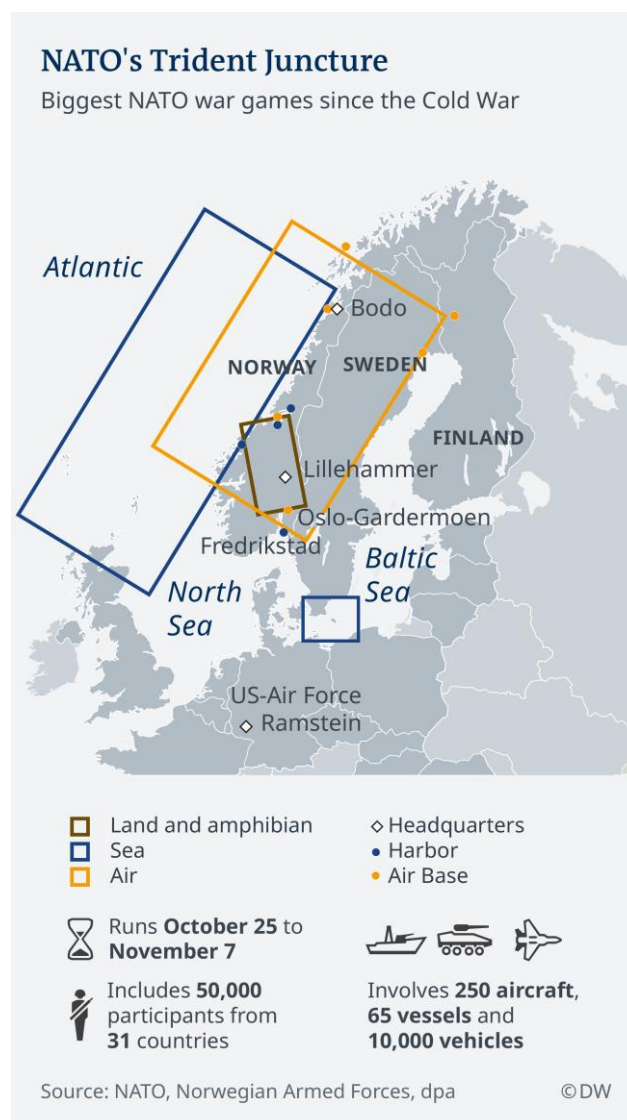 NATO's Trident Juncture
Biggest NATO war games since the Cold War
Atlantic
Bodo
NORWAY
SWEDEN
FINLAND
Lillehammer
Oslo-Gardermoen
Fredrikstad
Baltic
Sea
North
Sea
US-Air Force
Ramstein
Land and amphibian
Sea
Air
Headquarters
Harbor
Air Base
Runs October 25 to
November 7
Includes 50,000
participants from
31 countries
Involves 250 aircraft,
65 vessels and
10,000 vehicles
Source: NATO, Norwegian Armed Forces, dpa
©DW